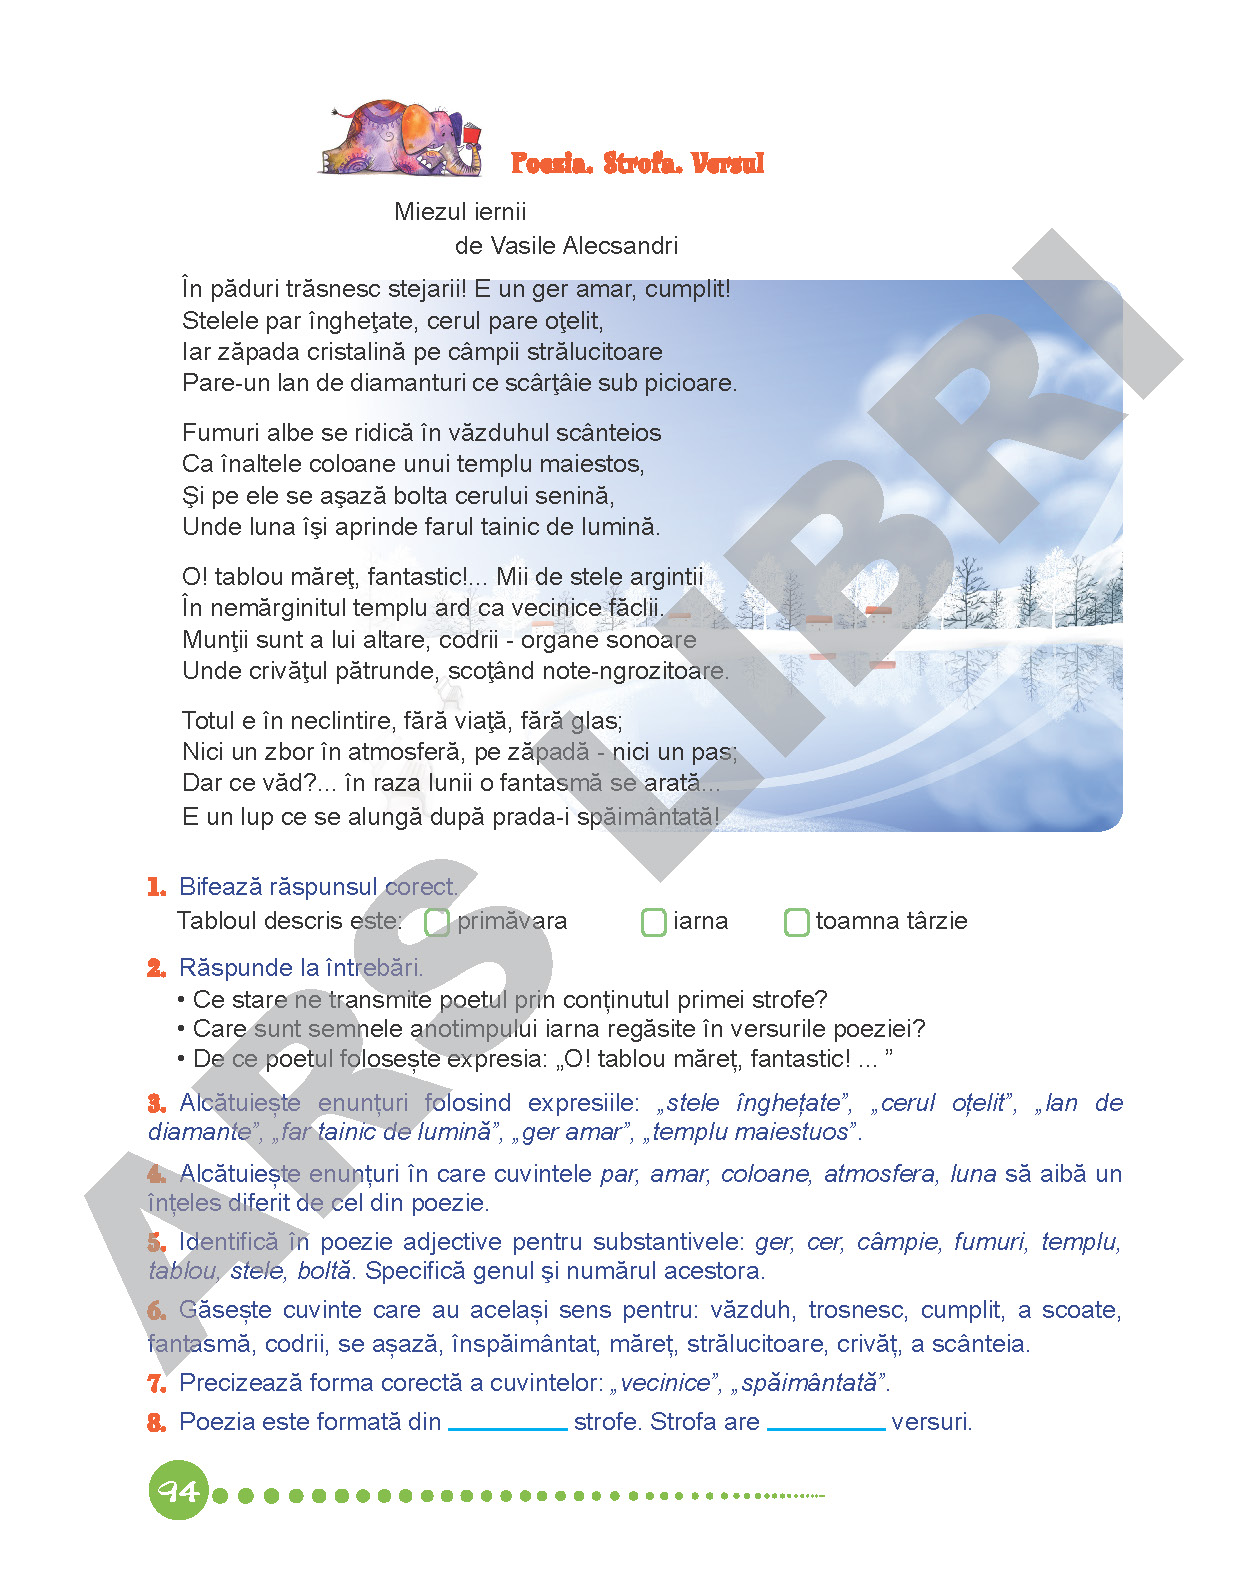 Poezia. Strofa. Versul
Miezul iernii
de Vasile Alecsandri
În păduri trăsnesc stejarii! E un ger amar, cumplit!
Stelele par îngheţate, cerul pare oţelit,
Iar zăpada cristalină pe câmpii strălucitoare
Pare-un lan de diamanturi ce scârţâie sub picioare.
Fumuri albe se ridică în văzduhul scânteios
Ca înaltele coloane unui templu maiestos,
Şi pe ele se aşază bolta cerului senină,
Unde luna îşi aprinde farul tainic de lumină.
O! tablou măreţ, fantastic!... Mii de stele argintii
În nemărginitul templu ard ca vecinice făclii.
Munţii sunt a lui altare, codrii - organe sonoare
Unde crivăţul pătrunde, scoţând note-ngrozitoare.
Totul e în neclintire, fără viaţă, fără glas;
Nici un zbor în atmosferă, pe zăpadă - nici un pas;
Dar ce văd?... în raza lunii o fantasmă se arată...
E un lup ce se alungă după prada-i spăimântată!
1. Bifează răspunsul corect.
Tabloul descris este: primăvara iarna toamna târzie
2. Răspunde la întrebări.
• Ce stare ne transmite poetul prin conținutul primei strofe?
• Care sunt semnele anotimpului iarna regăsite în versurile poeziei?
• De ce poetul folosește expresia: „O! tablou măreț, fantastic! ... ”
3. Alcătuiește enunțuri folosind expresiile: „stele înghețate”, „cerul oțelit”, „lan de
diamante”, „far tainic de lumină”, „ger amar”, „templu maiestuos”.
4. Alcătuiește enunțuri în care cuvintele par, amar, coloane, atmosfera, luna să aibă un
înțeles diferit de cel din poezie.
5. Identifică în poezie adjective pentru substantivele: ger, cer, câmpie, fumuri, templu,
tablou, stele, boltă. Specifică genul şi numărul acestora.
6. Găsește cuvinte care au același sens pentru: văzduh, trosnesc, cumplit, a scoate,
fantasmă, codrii, se așază, înspăimântat, măreț, strălucitoare, crivăț, a scânteia.
7. Precizează forma corectă a cuvintelor: „vecinice”, „spăimântată”.
8. Poezia este formată din ________ strofe. Strofa are ________ versuri.
94
ARS LIBRI